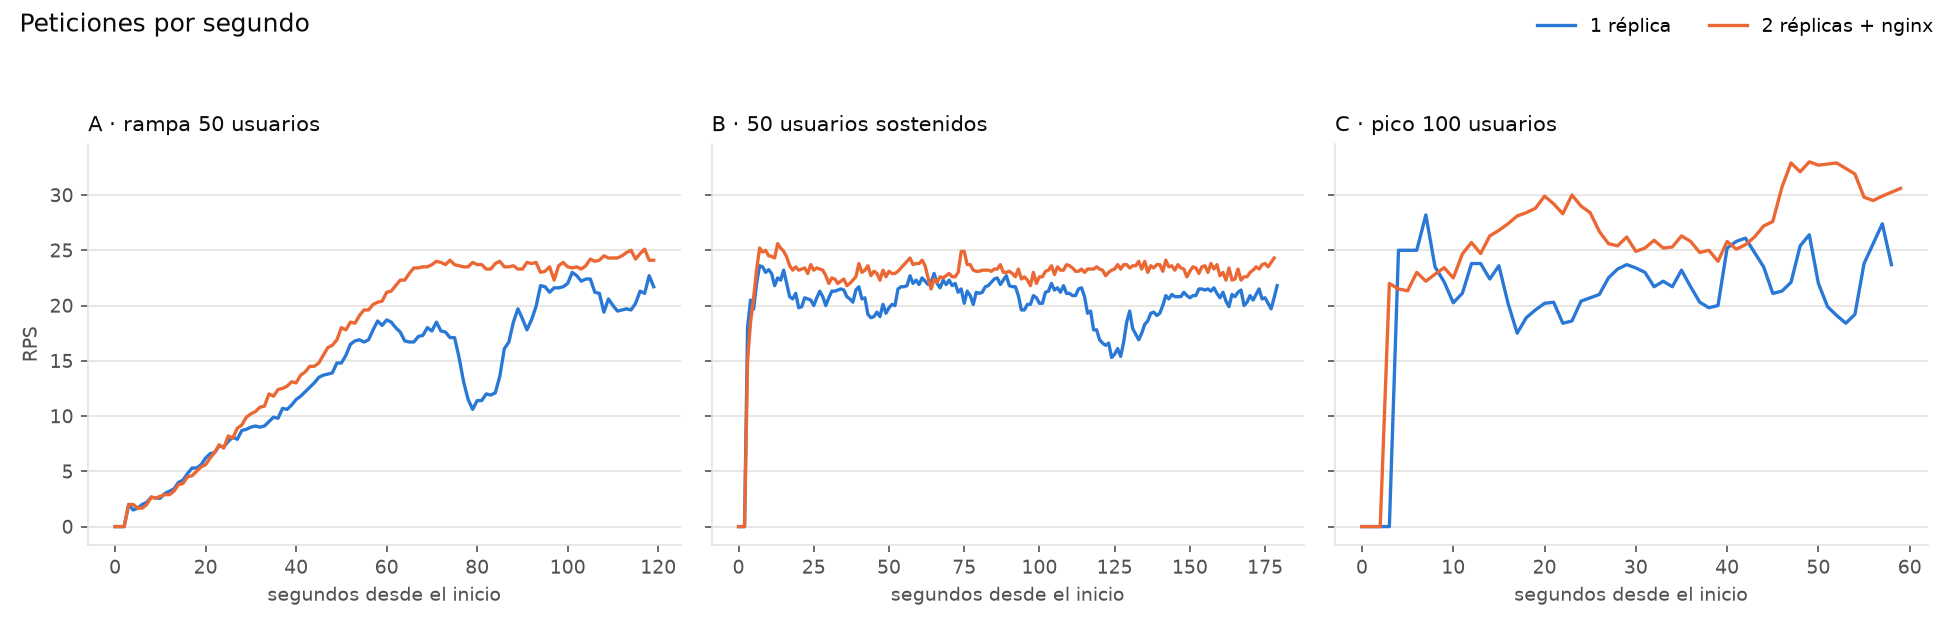 Peticiones por segundo
1 réplica
2 réplicas + nginx
A · rampa 50 usuarios
B · 50 usuarios sostenidos
C · pico 100 usuarios
RPS
30
25
20
15
10
5
0
0 20 40 60 80 100 120
0 25 50 75 100 125 150 175
0 10 20 30 40 50 60
segundos desde el inicio
segundos desde el inicio
segundos desde el inicio